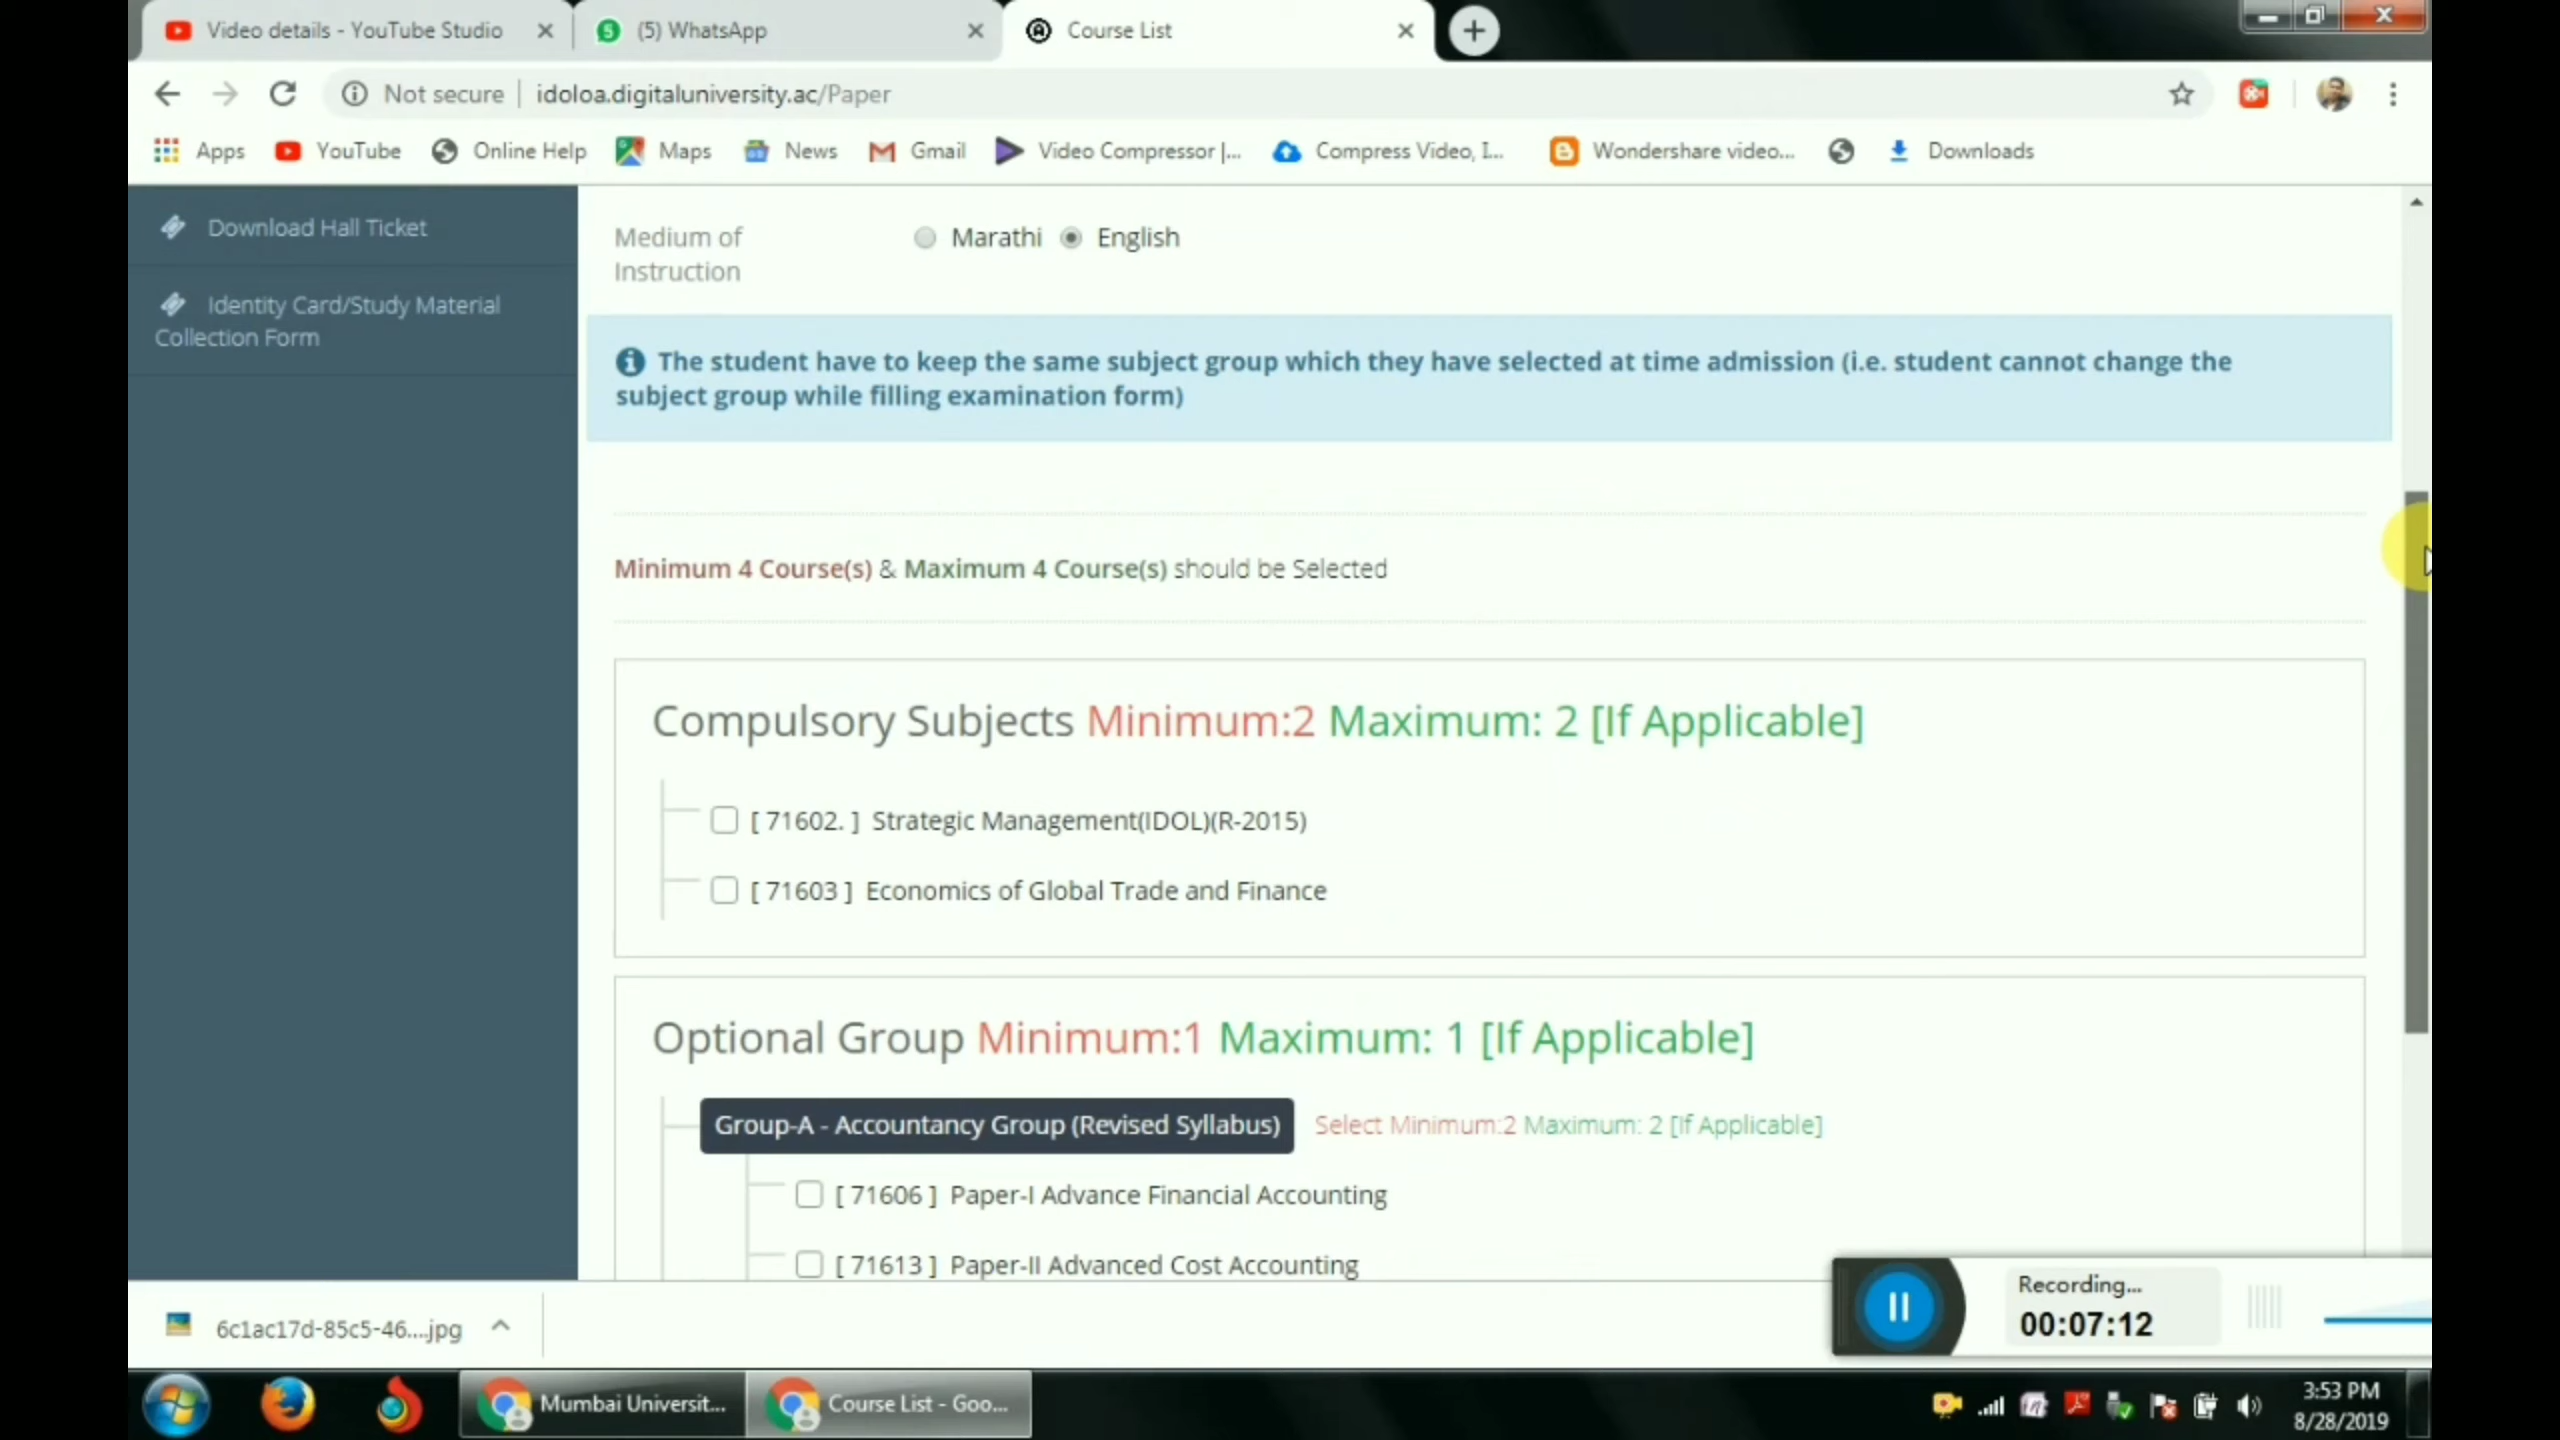 Video details - YouTube Studio
5 (5) WhatsApp
Course List
Not secure | idoloa.digitaluniversity.ac/Paper
Apps YouTube Online Help Maps News Gmail Video Compressor |... Compress Video, I... Wondershare video... Downloads
Download Hall Ticket
Identity Card/Study Material
Collection Form
Medium of
Instruction
Marathi English
The student have to keep the same subject group which they have selected at time admission (i.e. student cannot change the
subject group while filling examination form)
Minimum 4 Course(s) & Maximum 4 Course(s) should be Selected
Compulsory Subjects Minimum:2 Maximum: 2 [If Applicable]
[ 71602. ] Strategic Management(IDOL)(R-2015)
[ 71603 ] Economics of Global Trade and Finance
Optional Group Minimum:1 Maximum: 1 [If Applicable]
Group-A - Accountancy Group (Revised Syllabus) Select Minimum:2 Maximum: 2 [If Applicable]
[ 71606 ] Paper-I Advance Financial Accounting
[ 71613 ] Paper-II Advanced Cost Accounting
Recording...
00:07:12
6c1ac17d-85c5-46....jpg
Mumbai Universit...
Course List - Goo...
3:53 PM
8/28/2019